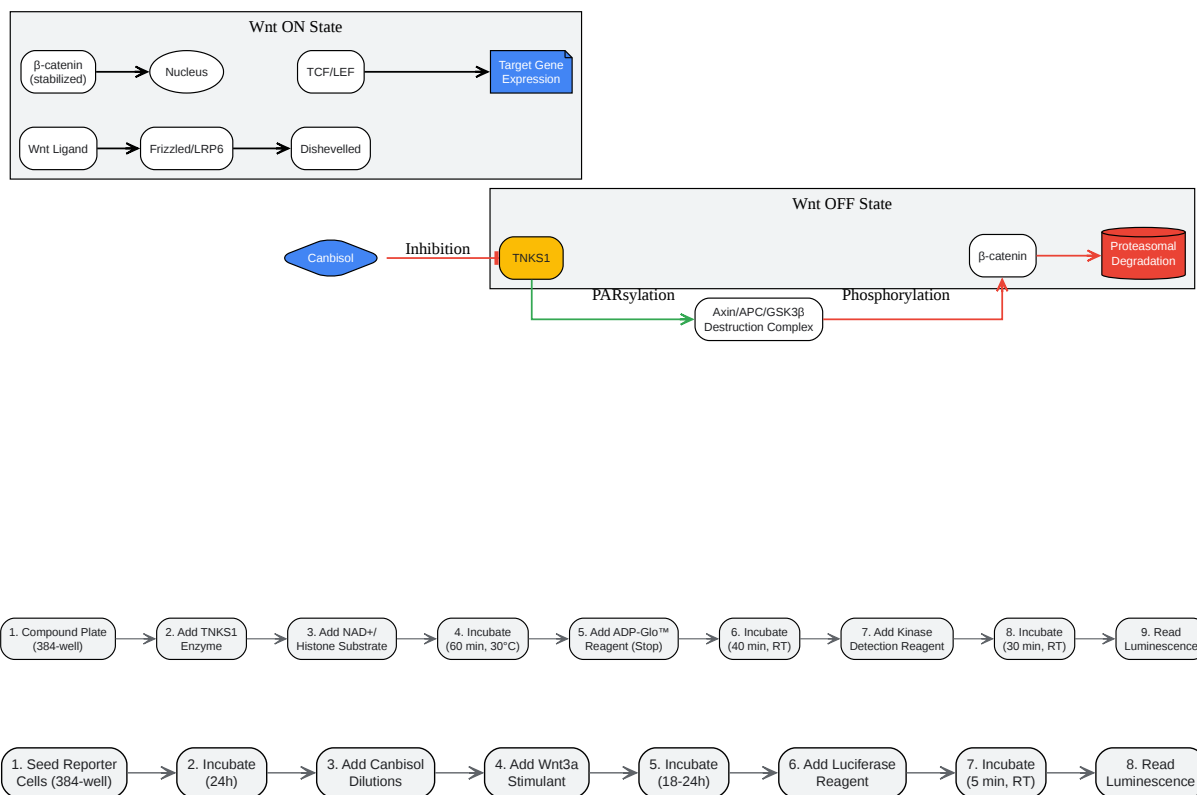 Wnt ON State
β-catenin
(stabilized)
Nucleus
TCF/LEF
Target Gene
Expression
Wnt Ligand
Frizzled/LRP6
Dishevelled
Wnt OFF State
Canbisol
Inhibition
TNKS1
β-catenin
Proteasomal
Degradation
PARsylation
Phosphorylation
Axin/APC/GSK3β
Destruction Complex
1. Compound Plate
(384-well)
2. Add TNKS1
Enzyme
3. Add NAD+/
Histone Substrate
4. Incubate
(60 min, 30°C)
5. Add ADP-Glo™
Reagent (Stop)
6. Incubate
(40 min, RT)
7. Add Kinase
Detection Reagent
8. Incubate
(30 min, RT)
9. Read
Luminescence
1. Seed Reporter
Cells (384-well)
2. Incubate
(24h)
3. Add Canbisol
Dilutions
4. Add Wnt3a
Stimulant
5. Incubate
(18-24h)
6. Add Luciferase
Reagent
7. Incubate
(5 min, RT)
8. Read
Luminescence